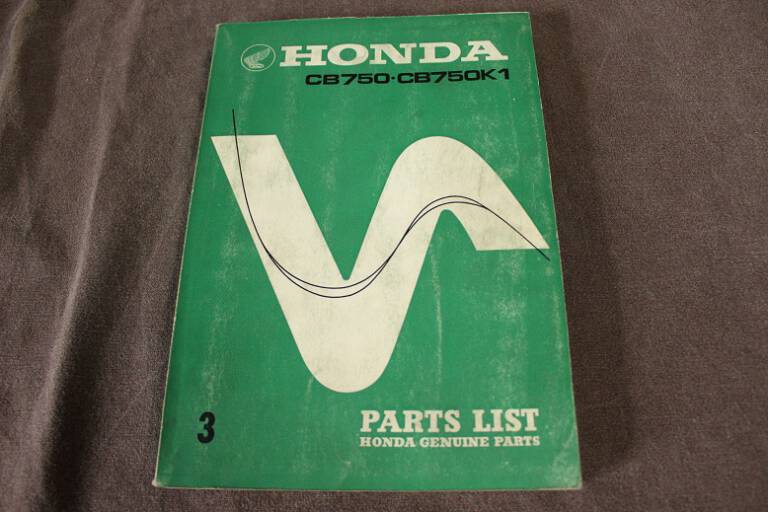 HONDA
CB750·CB750K1
3
PARTS LIST
HONDA GENUINE PARTS